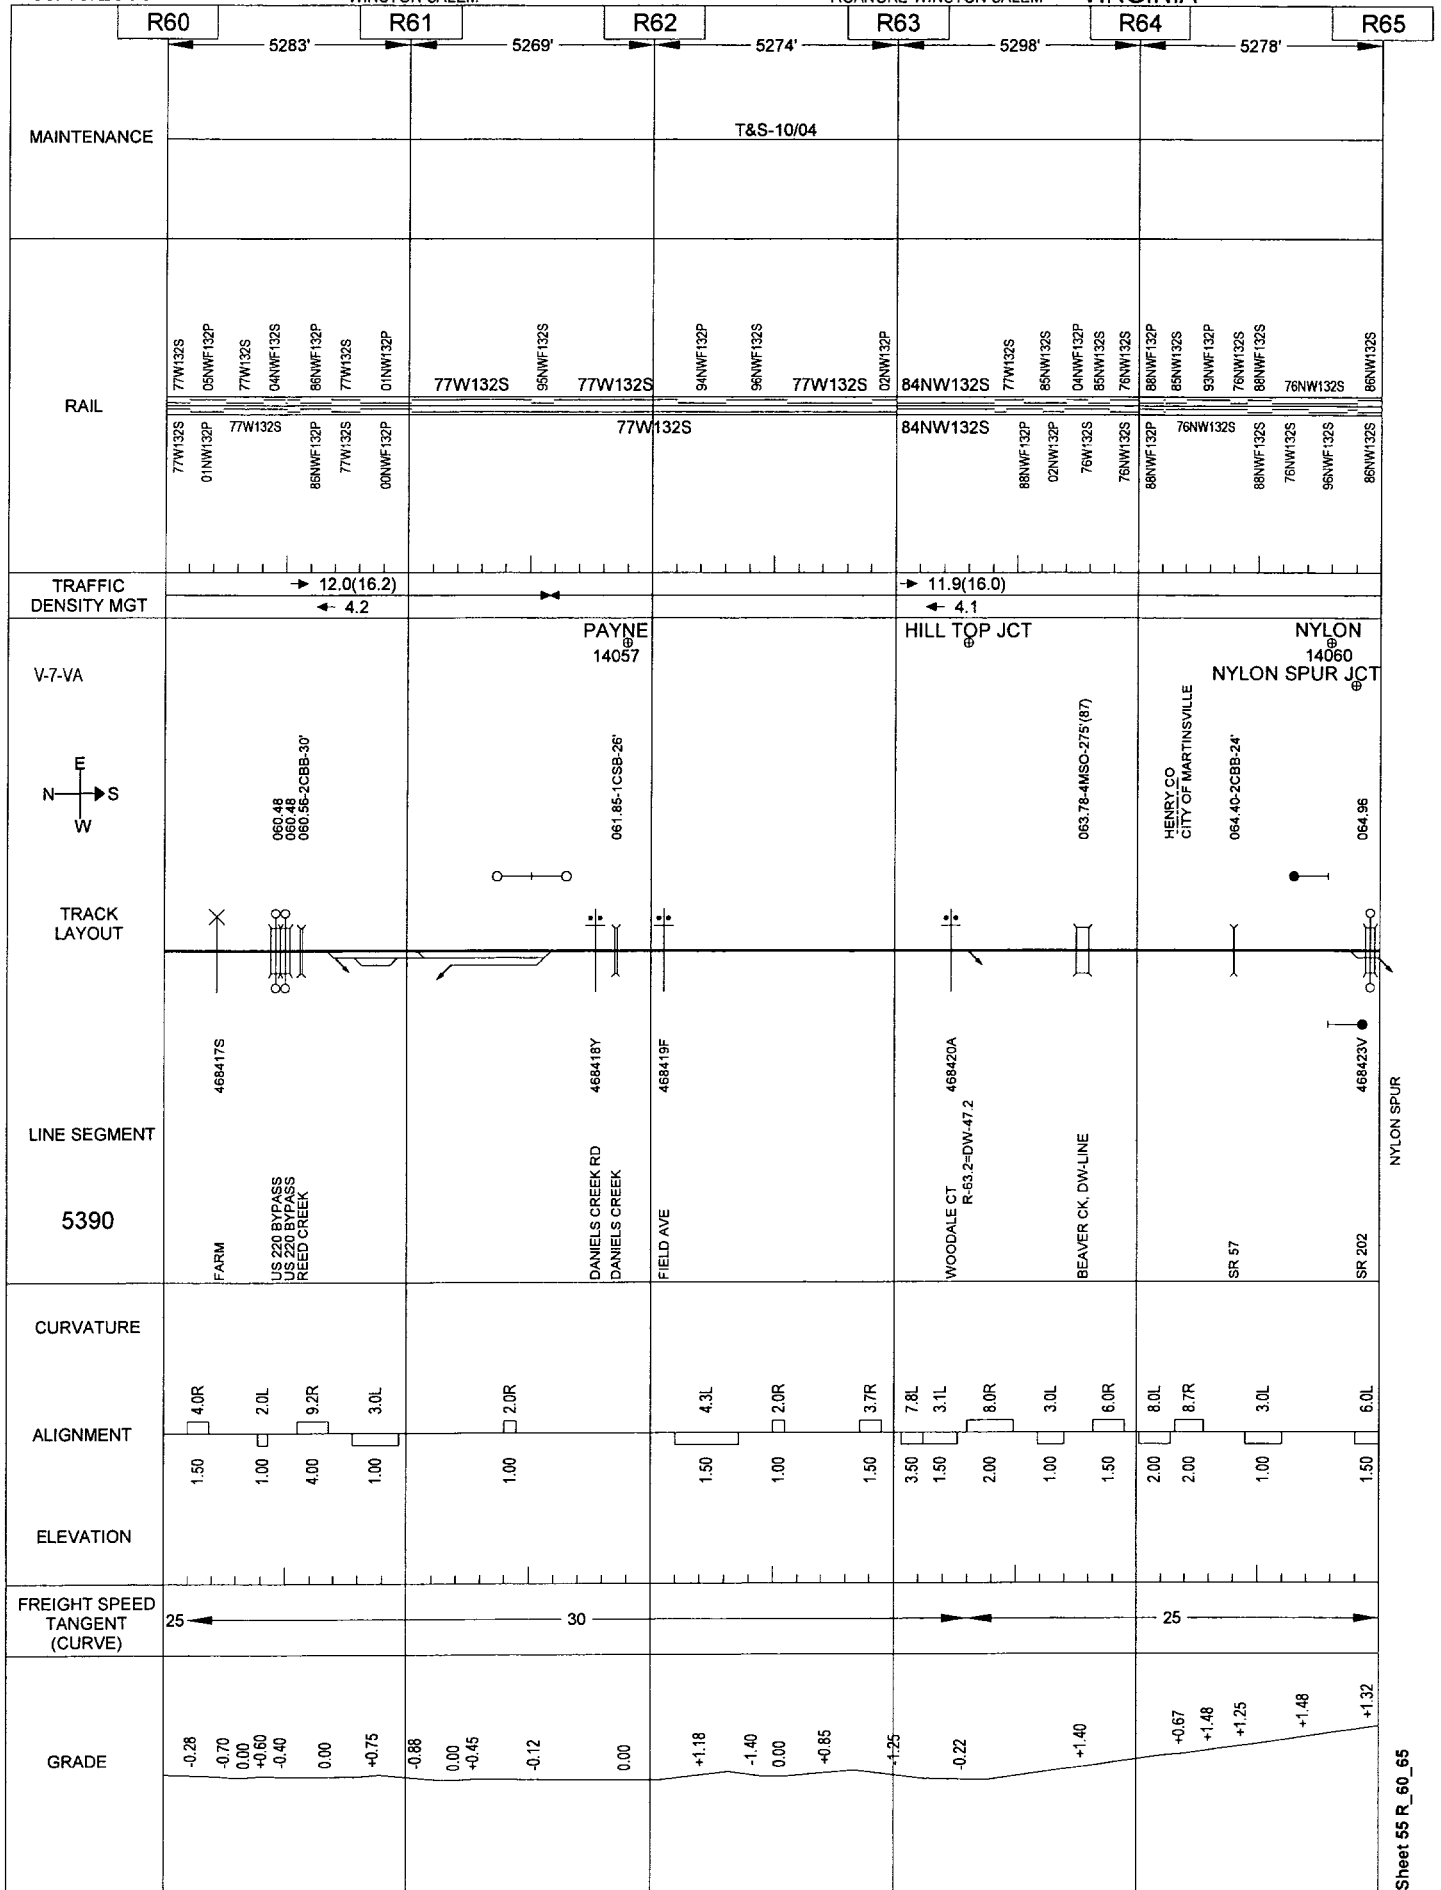 R60 R61 R62 R63 R64 R65
5283' 5269' 5274' 5298' 5278'
MAINTENANCE
T&S-10/04
RAIL
77W132S 05NWF132P 77W132S 04NWF132S 86NWF132P 77W132S 01NW132P 77W132S 95NWF132S 77W132S 94NWF132P 96NWF132S 77W132S 02NW132P 84NW132S 77W132S 85NW132S 04NWF132P 85NW132S 76NW132S 88NWF132P 85NW132S 93NWF132P 76NW132S 88NWF132S 76NW132S 86NW132S
77W132S 01NW132P 77W132S 86NWF132P 77W132S 00NWF132P 77W132S 84NW132S 88NWF132P 02NW132P 76W132S 76NW132S 88NWF132P 76NW132S 88NWF132S 76NW132S 96NWF132S 86NW132S
TRAFFIC
DENSITY MGT
12.0(16.2) 11.9(16.0)
4.2 4.1
PAYNE
14057
HILL TOP JCT
NYLON
14060
NYLON SPUR JCT
V-7-VA
E
N S
W
060.48
060.48
060.56-2CBB-30'
061.85-1CSB-26'
063.78-4MSO-275'(87)
HENRY CO
CITY OF MARTINSVILLE
064.40-2CBB-24'
064.96
TRACK
LAYOUT
468417S
468418Y
468419F
468420A
468423V
R-63.2=DW-47.2
NYLON SPUR
LINE SEGMENT
5390
FARM
US 220 BYPASS
US 220 BYPASS
REED CREEK
DANIELS CREEK RD
DANIELS CREEK
FIELD AVE
WOODALE CT
BEAVER CK, DW-LINE
SR 57
SR 202
CURVATURE
4.0R 2.0L 9.2R 3.0L 2.0R 4.3L 2.0R 3.7R 7.8L 3.1L 8.0R 3.0L 6.0R 8.0L 8.7R 3.0L 6.0L
ALIGNMENT
1.50 1.00 4.00 1.00 1.00 1.50 1.00 1.50 3.50 1.50 2.00 1.00 1.50 2.00 2.00 1.00 1.50
ELEVATION
FREIGHT SPEED
TANGENT
(CURVE)
25 30 25
GRADE
-0.28 -0.70 0.00 +0.60 -0.40 0.00 +0.75 -0.88 0.00 +0.45 -0.12 0.00 +1.18 -1.40 0.00 +0.85 -1.25 -0.22 +1.40 +0.67 +1.48 +1.25 +1.48 +1.32
Sheet 55 R_60_65